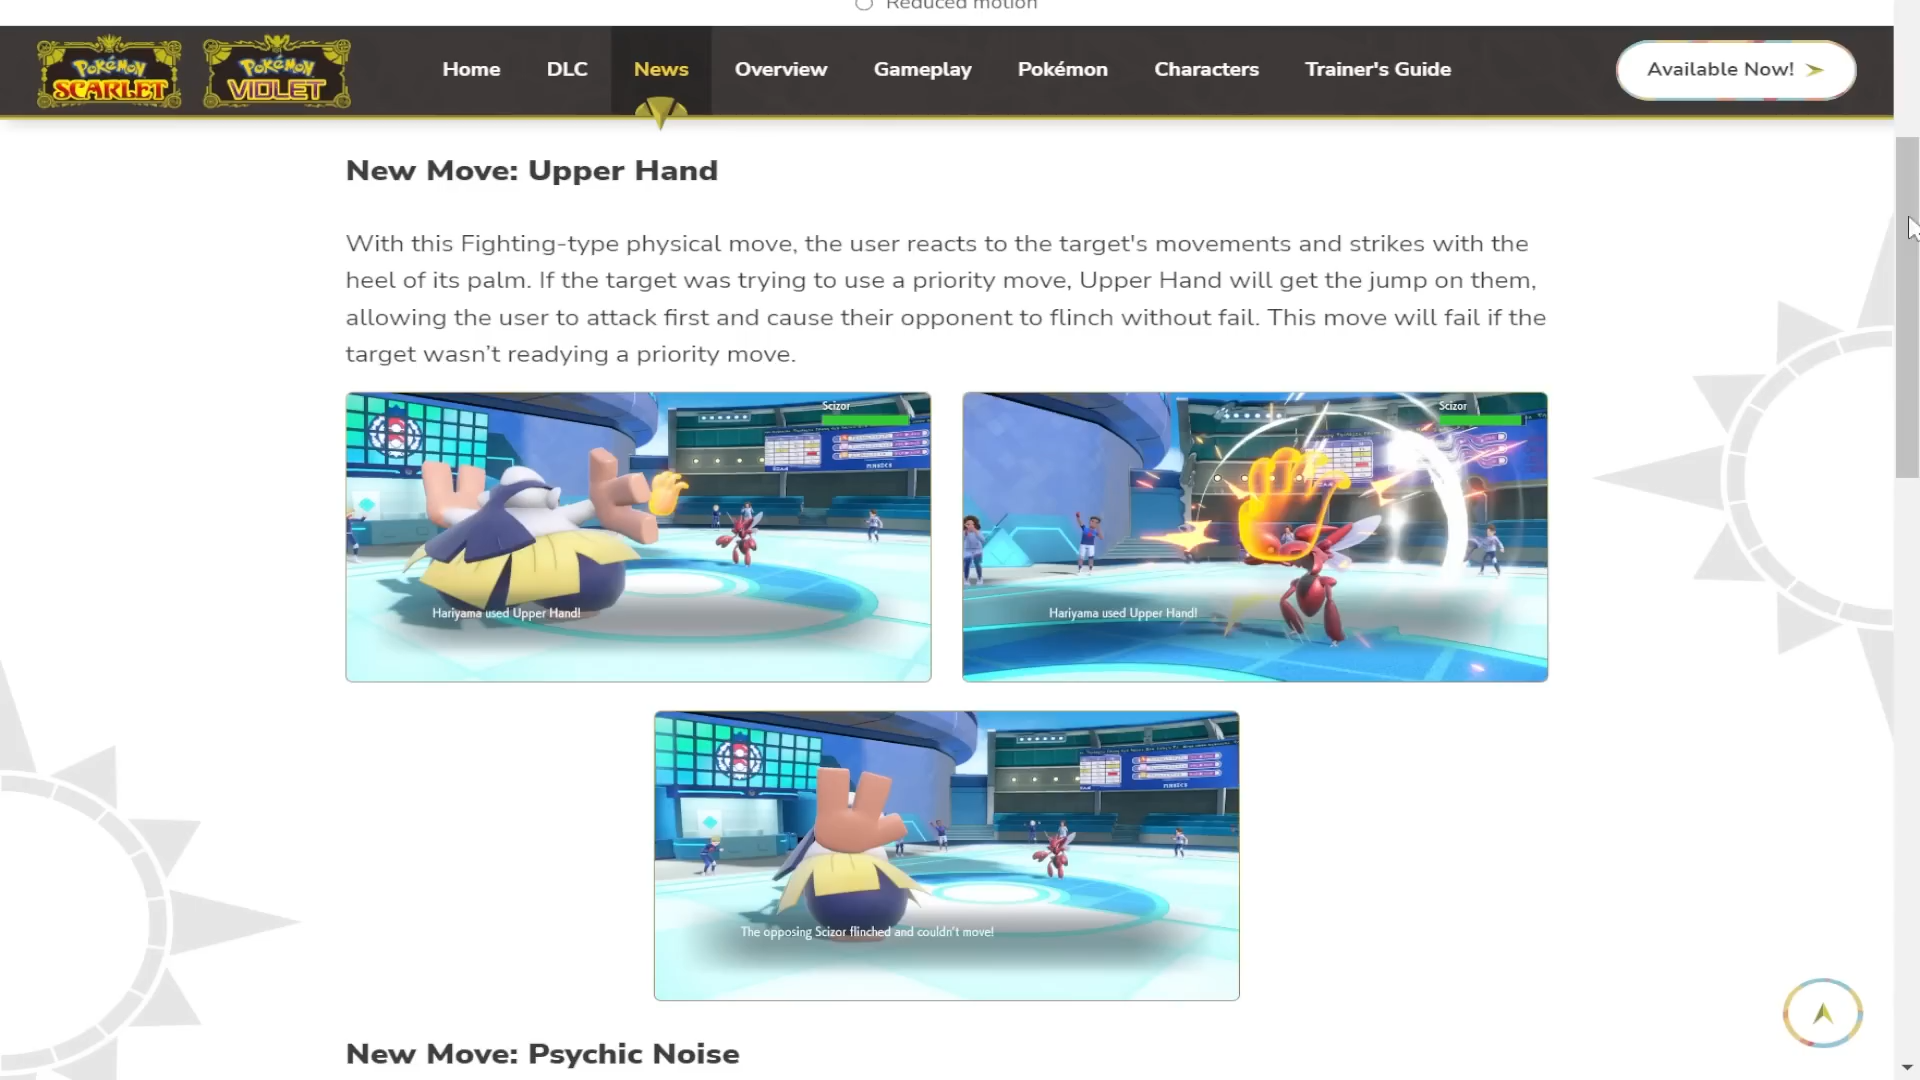 Reduced motion
Pokémon SCARLET
Pokémon VIOLET
Home
DLC
News
Overview
Gameplay
Pokémon
Characters
Trainer's Guide
Available Now!
New Move: Upper Hand
With this Fighting-type physical move, the user reacts to the target's movements and strikes with the
heel of its palm. If the target was trying to use a priority move, Upper Hand will get the jump on them,
allowing the user to attack first and cause their opponent to flinch without fail. This move will fail if the
target wasn’t readying a priority move.
Scizor
Hariyama used Upper Hand!
Scizor
Hariyama used Upper Hand!
The opposing Scizor flinched and couldn't move!
New Move: Psychic Noise